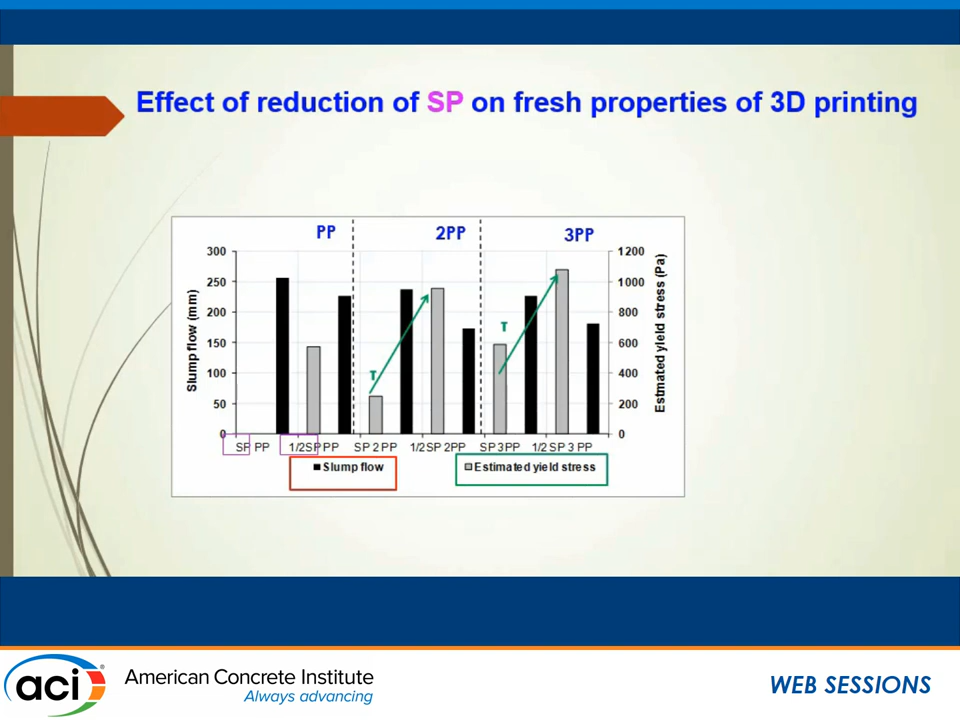 Effect of reduction of SP on fresh properties of 3D printing
PP
2PP
3PP
300
250
200
150
100
50
0
Slump flow (mm)
1200
1000
800
600
400
200
0
Estmated yield stress (Pa)
T
T
SP PP
1/2SP PP
SP 2 PP
1/2SP 2PP
SP 3PP
1/2 SP 3 PP
Slump flow
Estimated yield stress
aci®
American Concrete Institute
Always advancing
WEB SESSIONS